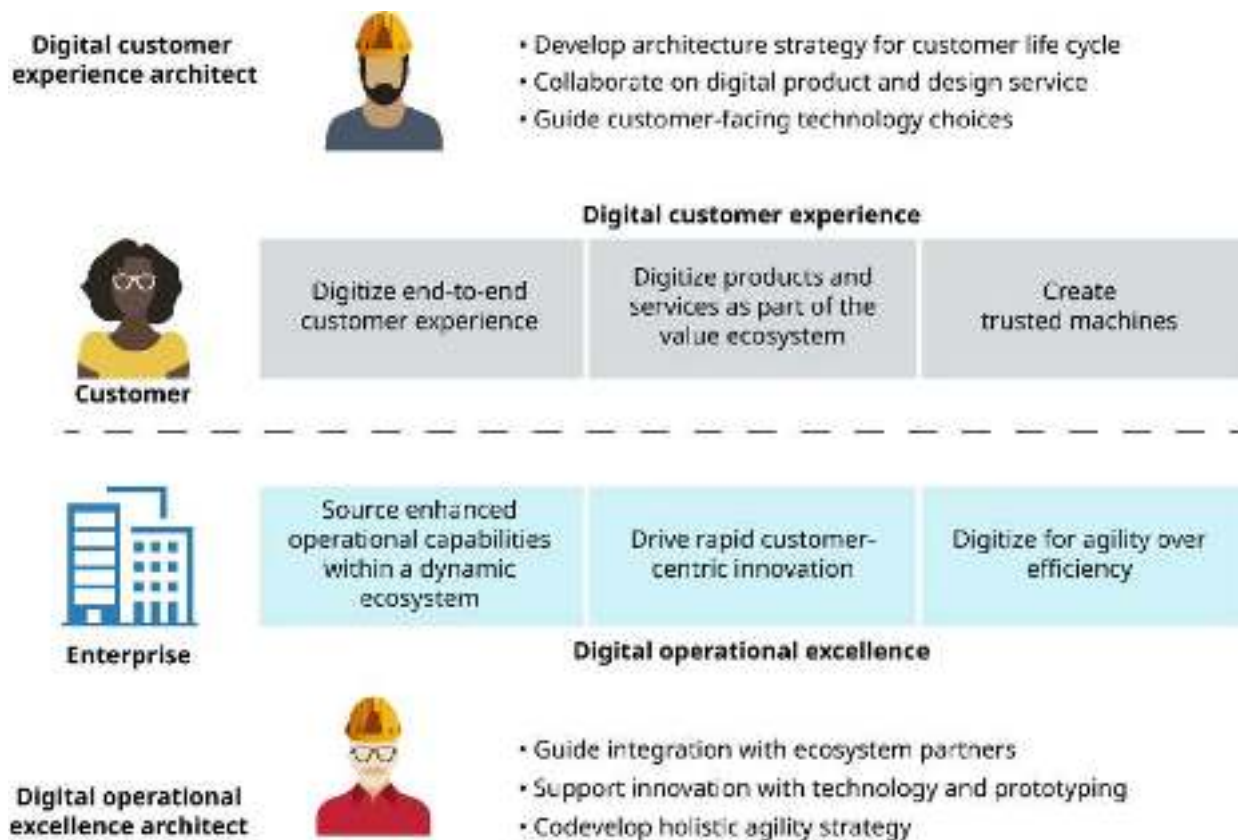 Digital customer
experience architect
• Develop architecture strategy for customer life cycle
• Collaborate on digital product and design service
• Guide customer-facing technology choices
Digital customer experience
Digitize end-to-end
customer experience
Digitize products and
services as part of the
value ecosystem
Create
trusted machines
Customer
Source enhanced
operational capabilities
within a dynamic
ecosystem
Drive rapid customer-
centric innovation
Digitize for agility over
efficiency
Enterprise
Digital operational excellence
Digital operational
excellence architect
• Guide integration with ecosystem partners
• Support innovation with technology and prototyping
• Codevelop holistic agility strategy